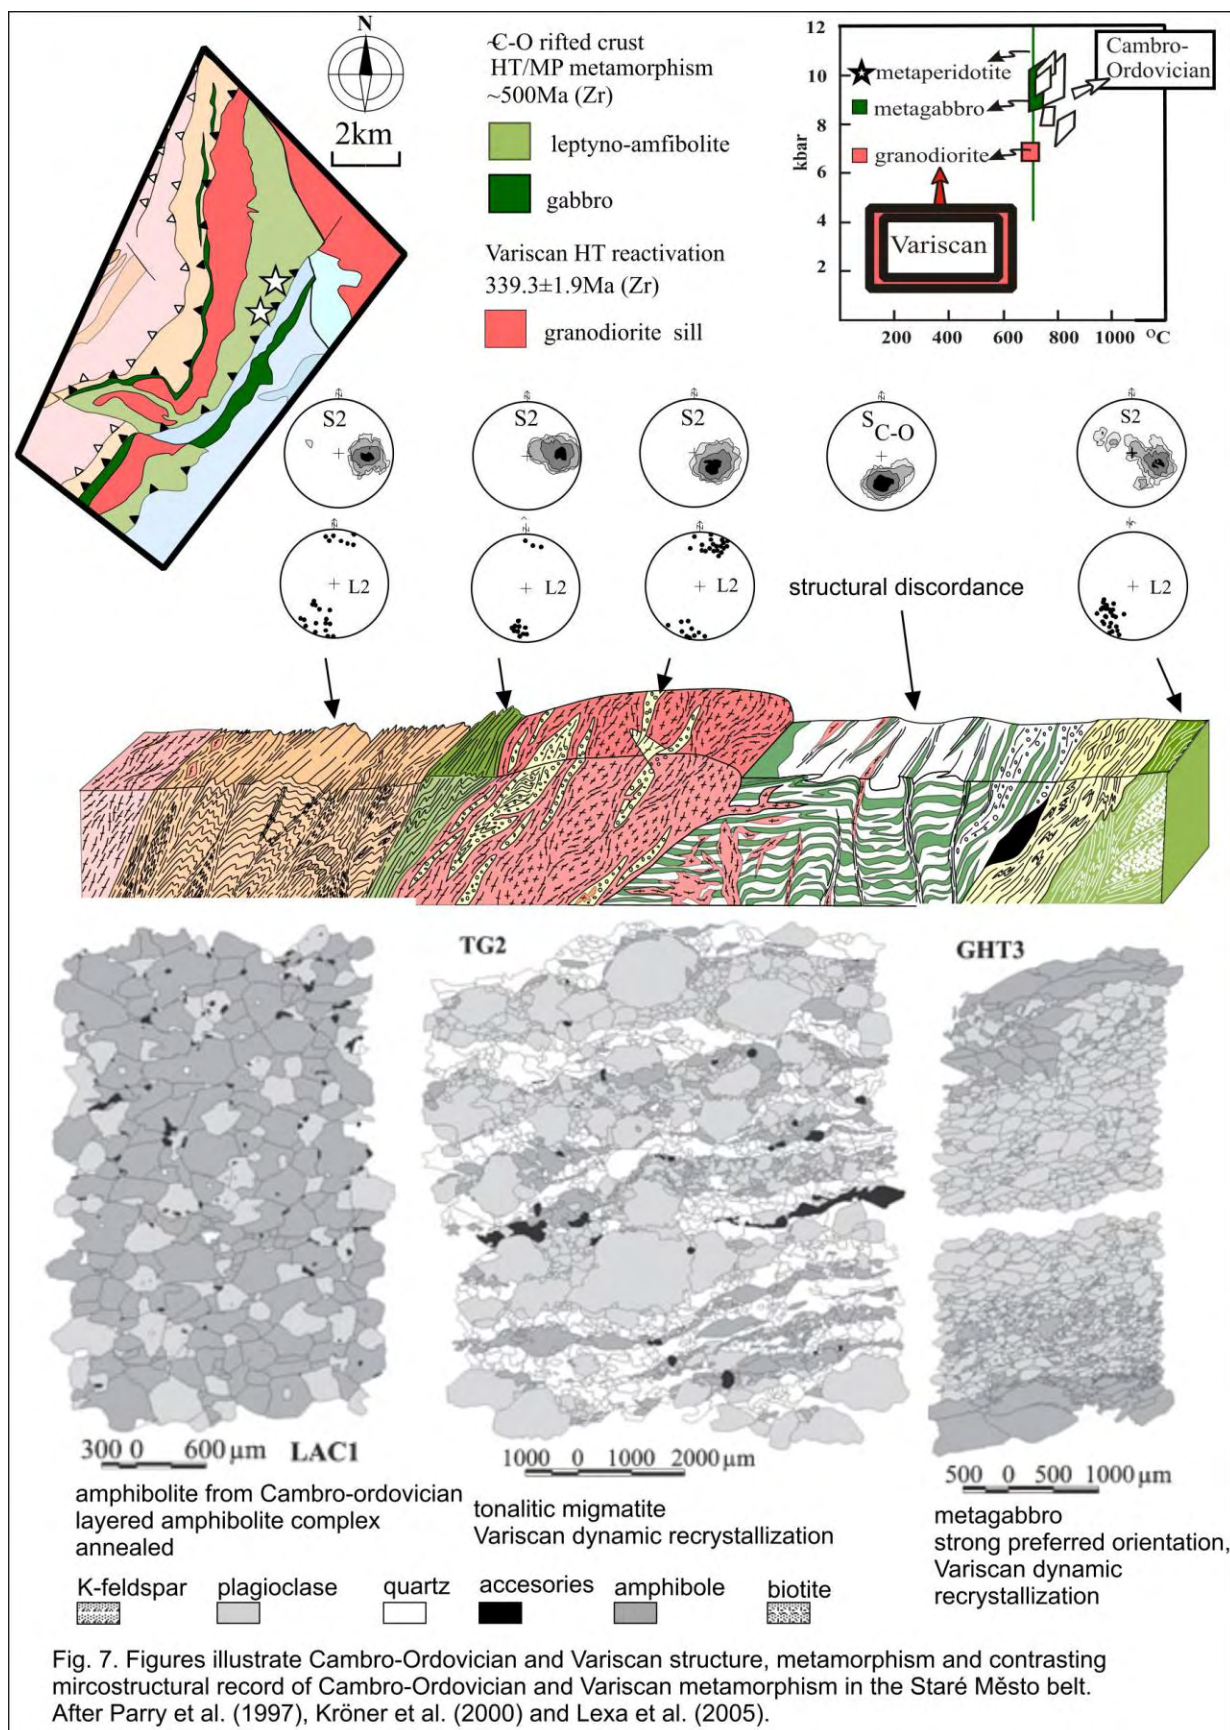 N
2km
C-O rifted crust
HT/MP metamorphism
~500Ma (Zr)
leptyno-amfibolite
gabbro
Variscan HT reactivation
339.3±1.9Ma (Zr)
granodiorite sill
12
10
8
6
4
2
kbar
metaperidotite
metagabbro
granodiorite
Cambro-
Ordovician
Variscan
200 400 600 800 1000 °C
S2
S2
S2
S C-O
S2
L2
L2
L2
L2
structural discordance
TG2
GHT3
300 0 600 µm
LAC1
1000 0 1000 2000 µm
500 0 500 1000 µm
amphibolite from Cambro-ordovician
layered amphibolite complex
annealed
tonalitic migmatite
Variscan dynamic recrystallization
metagabbro
strong preferred orientation,
Variscan dynamic
recrystallization
K-feldspar plagioclase quartz accesories amphibole biotite
Fig. 7. Figures illustrate Cambro-Ordovician and Variscan structure, metamorphism and contrasting
mircostructural record of Cambro-Ordovician and Variscan metamorphism in the Staré Město belt.
After Parry et al. (1997), Kröner et al. (2000) and Lexa et al. (2005).